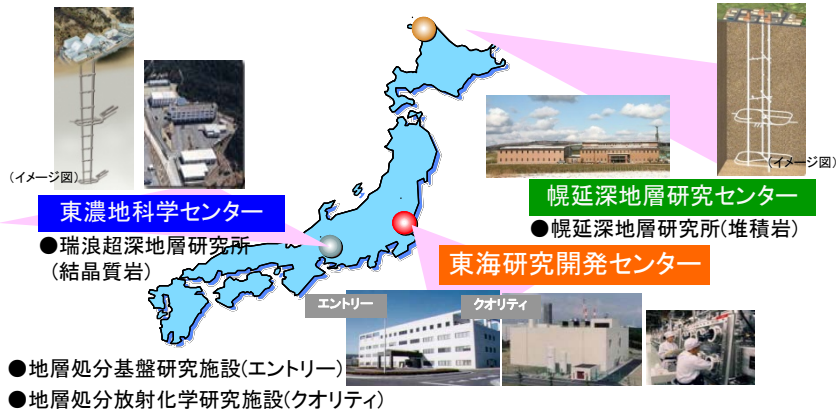 (イメージ図)
東濃地科学センター
●瑞浪超深地層研究所
(結晶質岩)
(イメージ図)
幌延深地層研究センター
●幌延深地層研究所(堆積岩)
東海研究開発センター
エントリー
クオリティ
●地層処分基盤研究施設(エントリー)
●地層処分放射化学研究施設(クオリティ)